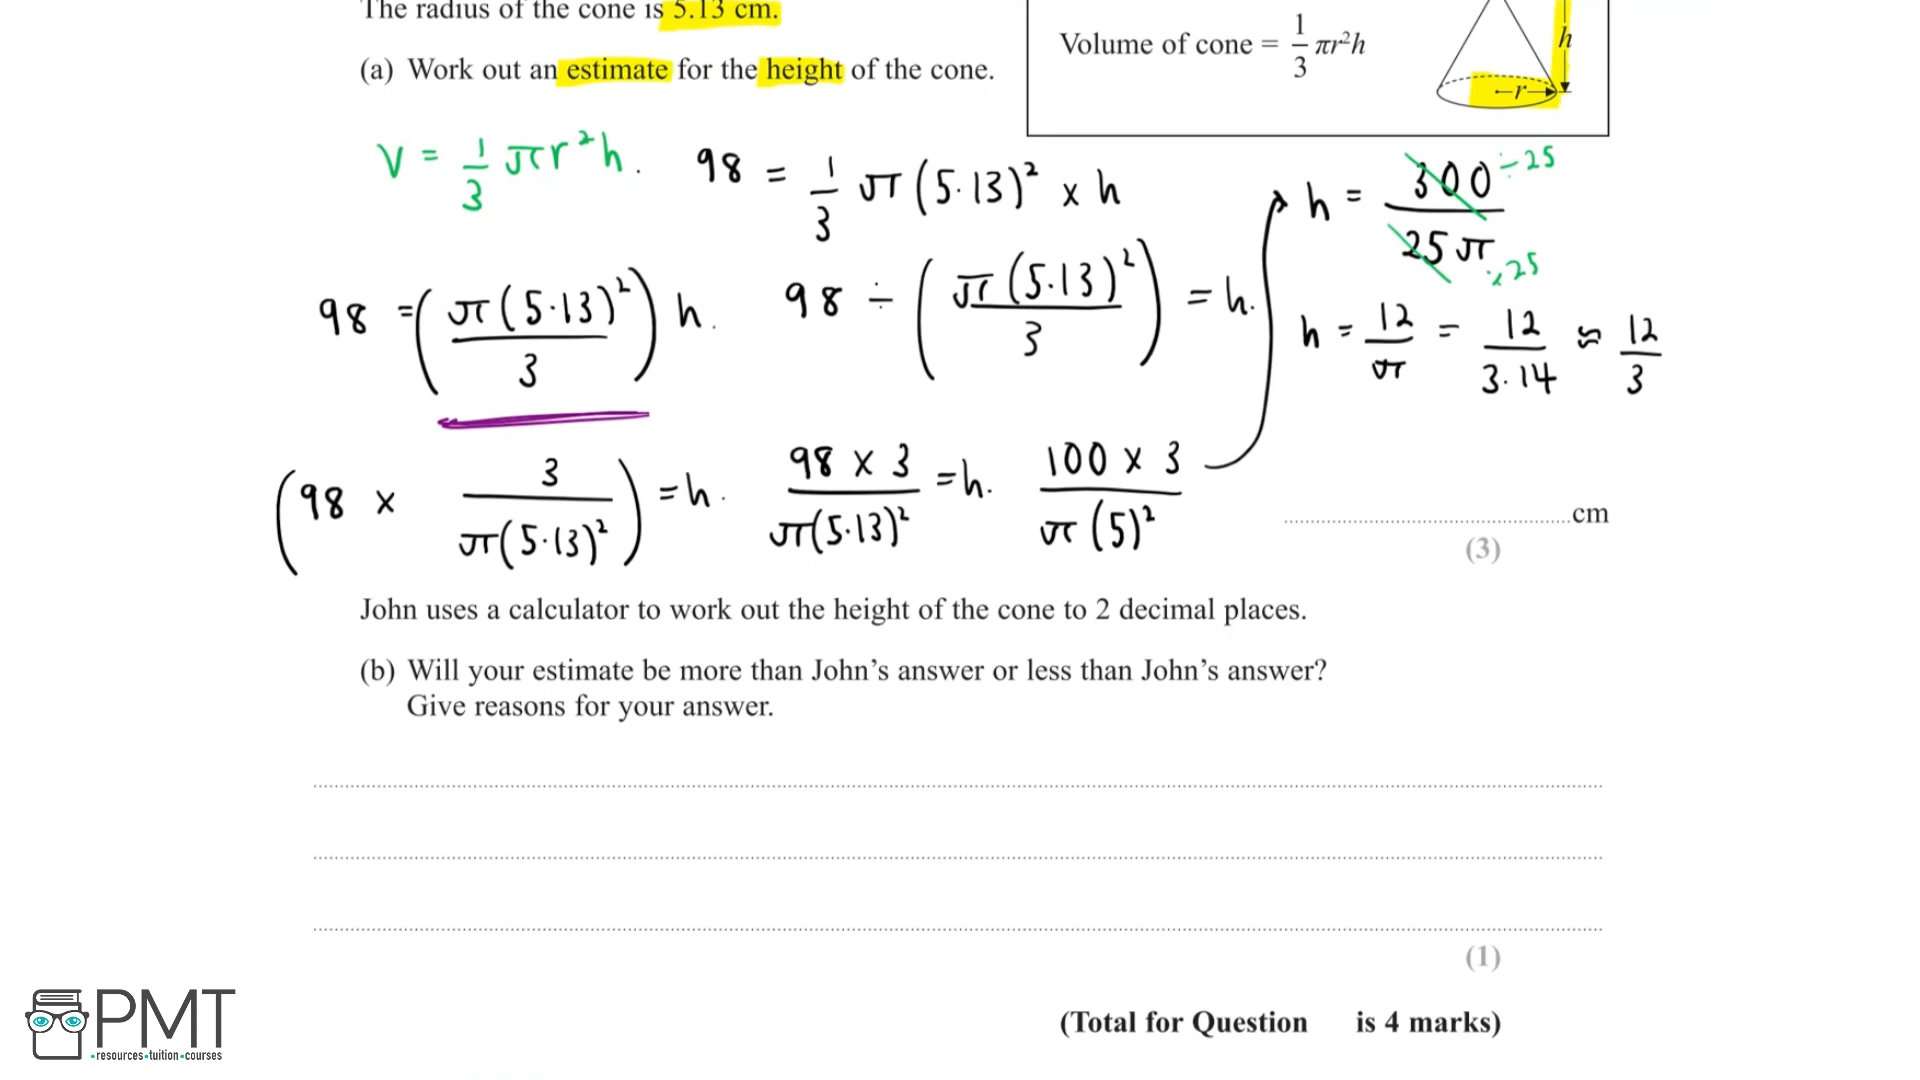 The radius of the cone is 5.13 cm.
(a) Work out an estimate for the height of the cone.
Volume of cone = 1/3 πr²h
h
r
V = 1/3 πr²h.
98 = 1/3 π(5.13)² × h
98 = (π(5.13)²/3) h.
98 ÷ (π(5.13)²/3) = h.
(98 × 3/π(5.13)²) = h.
98 × 3/π(5.13)² = h.
100 × 3/π(5)²
h = 300/25π
÷25
÷25
h = 12/π = 12/3.14 ≈ 12/3
cm
(3)
John uses a calculator to work out the height of the cone to 2 decimal places.
(b) Will your estimate be more than John’s answer or less than John’s answer?
Give reasons for your answer.
(1)
(Total for Question is 4 marks)
PMT
•resources•tuition•courses